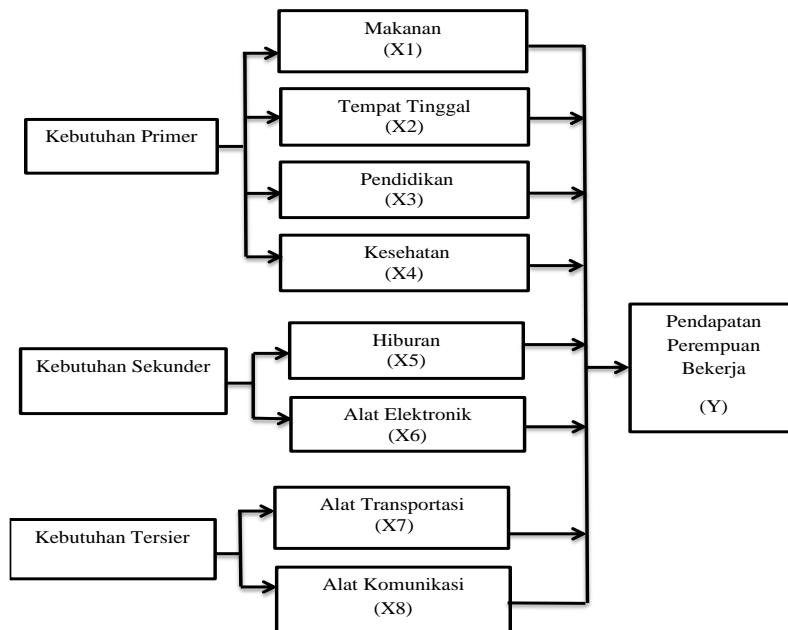 Makanan
(X1)
Tempat Tinggal
(X2)
Kebutuhan Primer
Pendidikan
(X3)
Kesehatan
(X4)
Hiburan
(X5)
Kebutuhan Sekunder
Alat Elektronik
(X6)
Pendapatan
Perempuan
Bekerja
(Y)
Alat Transportasi
(X7)
Kebutuhan Tersier
Alat Komunikasi
(X8)